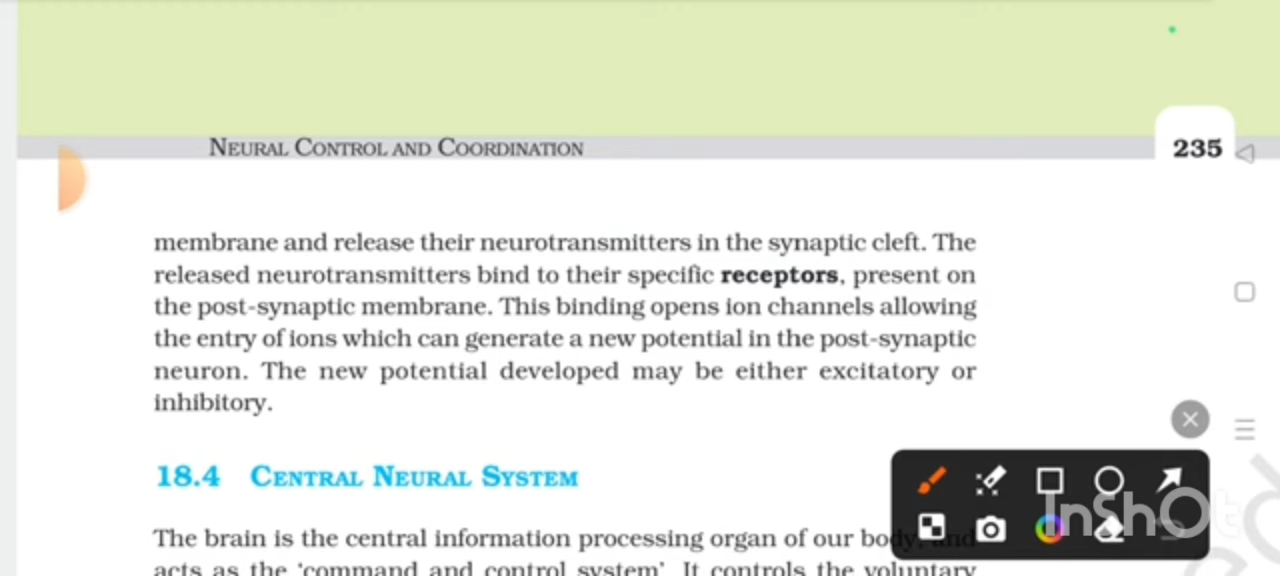 NEURAL CONTROL AND COORDINATION
235
membrane and release their neurotransmitters in the synaptic cleft. The
released neurotransmitters bind to their specific receptors, present on
the post-synaptic membrane. This binding opens ion channels allowing
the entry of ions which can generate a new potential in the post-synaptic
neuron. The new potential developed may be either excitatory or
inhibitory.
18.4 CENTRAL NEURAL SYSTEM
The brain is the central information processing organ of our body, and
acts as the 'command and control system'. It controls the voluntary
InShOt